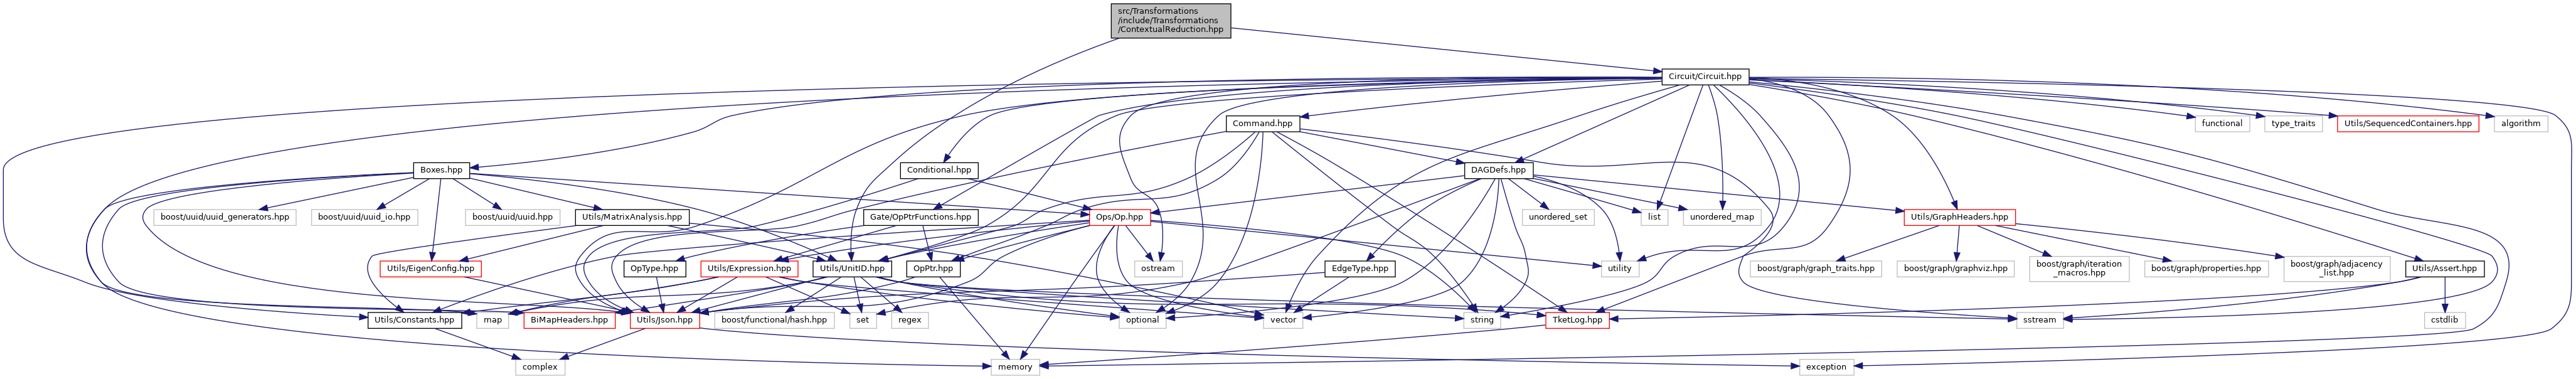 src/Transformations
/include/Transformations
/ContextualReduction.hpp
Circuit/Circuit.hpp
Command.hpp
functional
type_traits
Utils/SequencedContainers.hpp
algorithm
Boxes.hpp
Conditional.hpp
DAGDefs.hpp
boost/uuid/uuid_generators.hpp
boost/uuid/uuid_io.hpp
boost/uuid/uuid.hpp
Utils/MatrixAnalysis.hpp
Gate/OpPtrFunctions.hpp
Ops/Op.hpp
unordered_set
list
unordered_map
Utils/GraphHeaders.hpp
Utils/EigenConfig.hpp
OpType.hpp
Utils/Expression.hpp
Utils/UnitID.hpp
OpPtr.hpp
ostream
EdgeType.hpp
utility
boost/graph/graph_traits.hpp
boost/graph/graphviz.hpp
boost/graph/iteration
_macros.hpp
boost/graph/properties.hpp
boost/graph/adjacency
_list.hpp
Utils/Assert.hpp
Utils/Constants.hpp
map
BiMapHeaders.hpp
Utils/Json.hpp
boost/functional/hash.hpp
set
regex
optional
vector
string
TketLog.hpp
sstream
cstdlib
complex
memory
exception